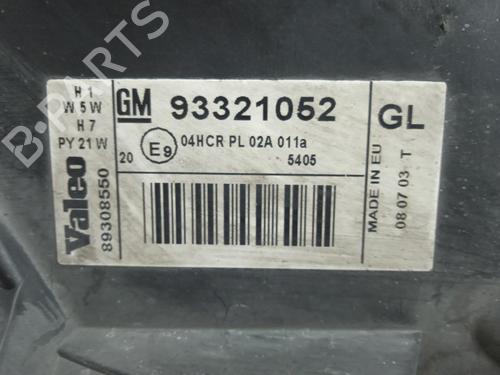 H 1
W 5 W
H 7
PY 21 W
GM 93321052
GL
20 E9 04HCR PL 02A 011a
5405
Valeo
89308550
MADE IN EU
08 07 03 T
B-PARTS